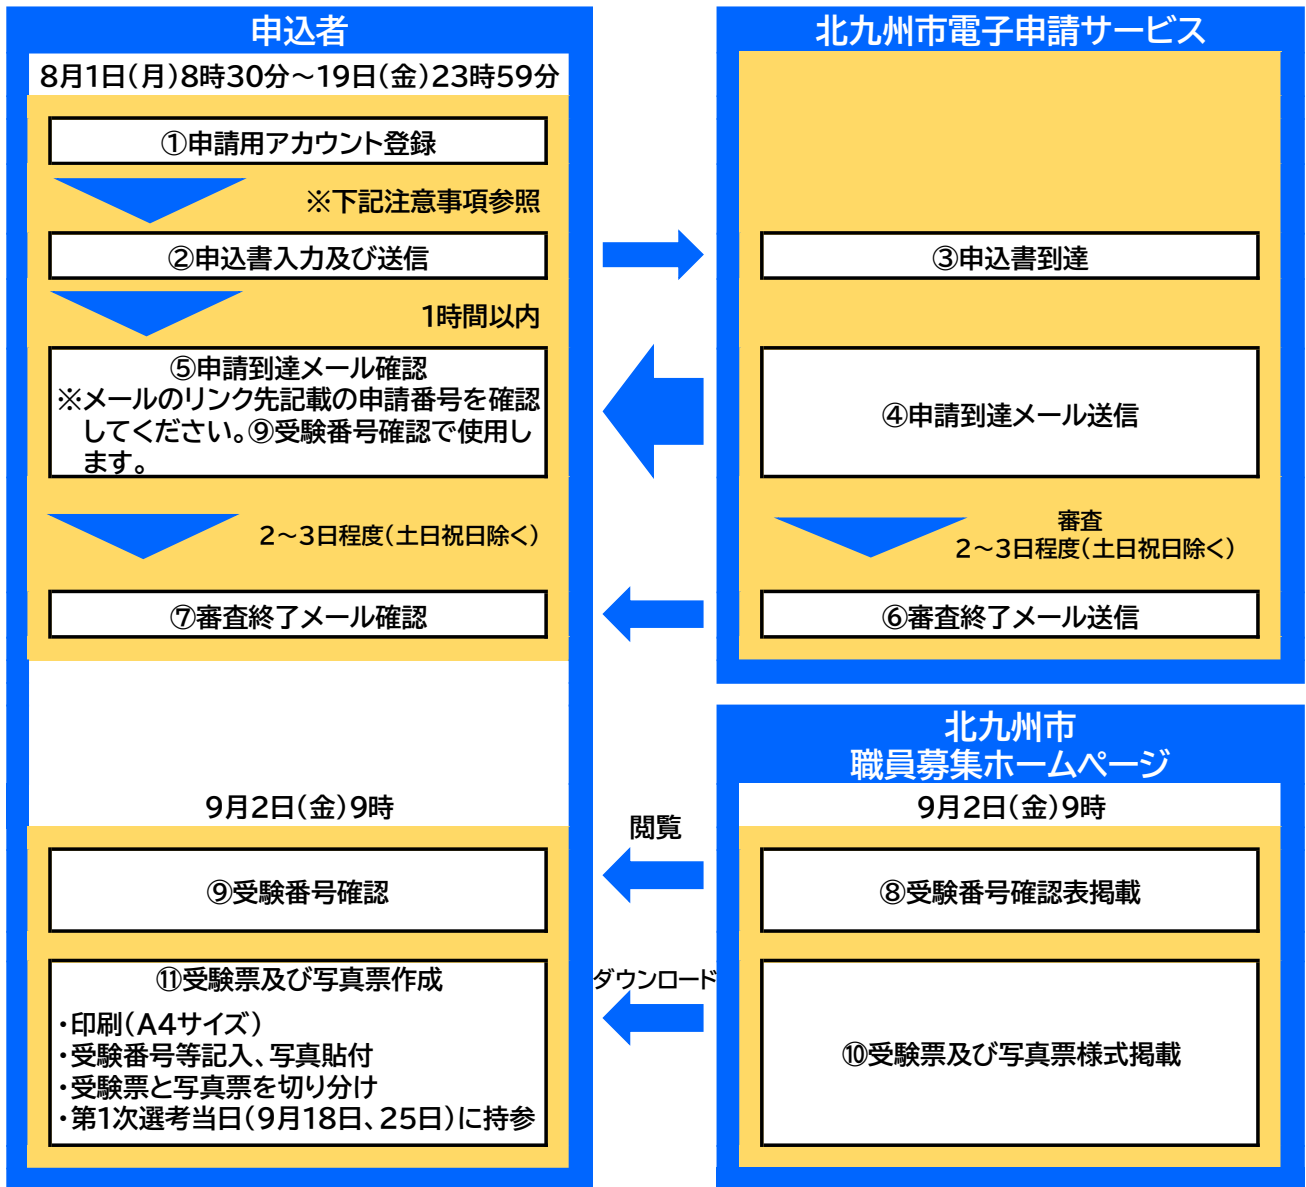 申込者
8月1日(月)8時30分～19日(金)23時59分
①申請用アカウント登録
※下記注意事項参照
②申込書入力及び送信
1時間以内
⑤申請到達メール確認
※メールのリンク先記載の申請番号を確認
してください。⑨受験番号確認で使用し
ます。
2～3日程度(土日祝日除く)
⑦審査終了メール確認
9月2日(金)9時
⑨受験番号確認
⑪受験票及び写真票作成
・印刷(A4サイズ)
・受験番号等記入、写真貼付
・受験票と写真票を切り分け
・第1次選考当日(9月18日、25日)に持参
閲覧
ダウンロード
北九州市電子申請サービス
③申込書到達
④申請到達メール送信
審査
2～3日程度(土日祝日除く)
⑥審査終了メール送信
北九州市
職員募集ホームページ
9月2日(金)9時
⑧受験番号確認表掲載
⑩受験票及び写真票様式掲載